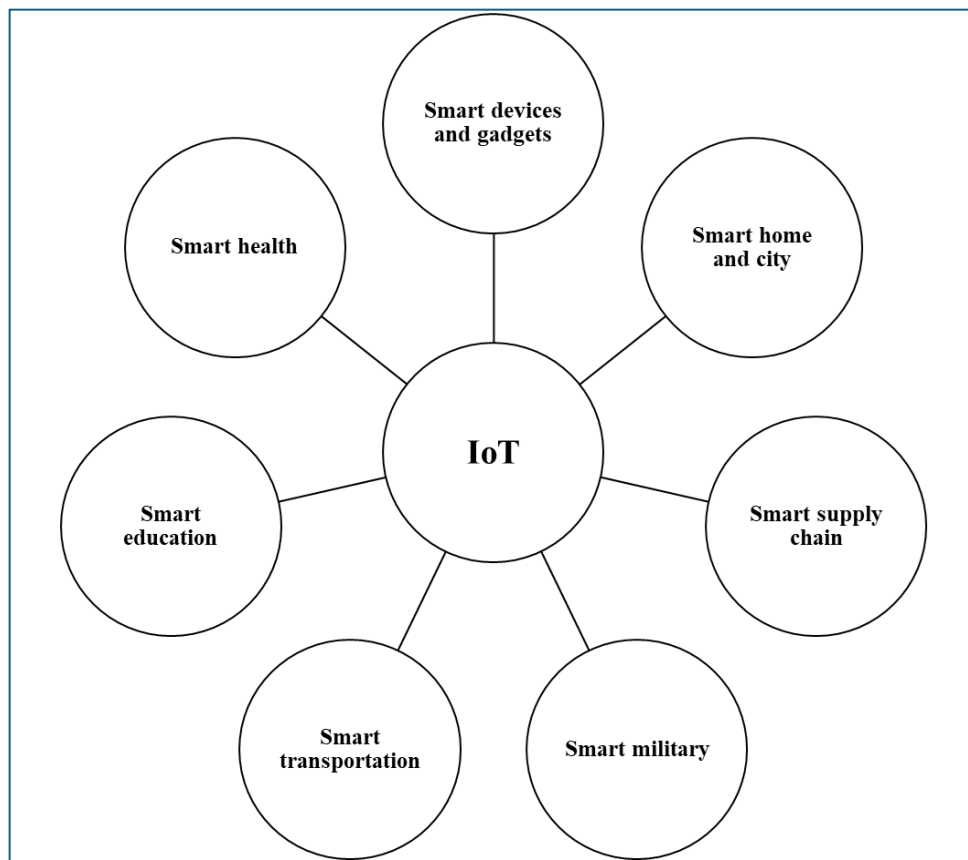 Smart devices
and gadgets
Smart health
Smart home
and city
IoT
Smart
education
Smart supply
chain
Smart
transportation
Smart military